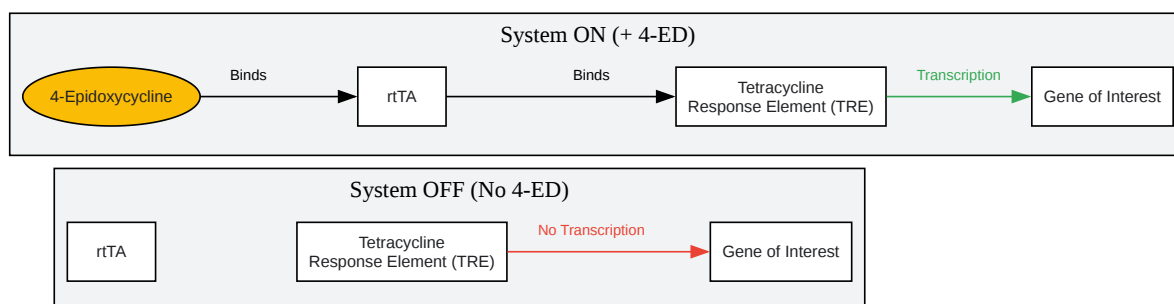 System ON (+ 4-ED)
4-Epidoxycycline
Binds
rtTA
Binds
Tetracycline
Response Element (TRE)
Transcription
Gene of Interest
System OFF (No 4-ED)
rtTA
Tetracycline
Response Element (TRE)
No Transcription
Gene of Interest